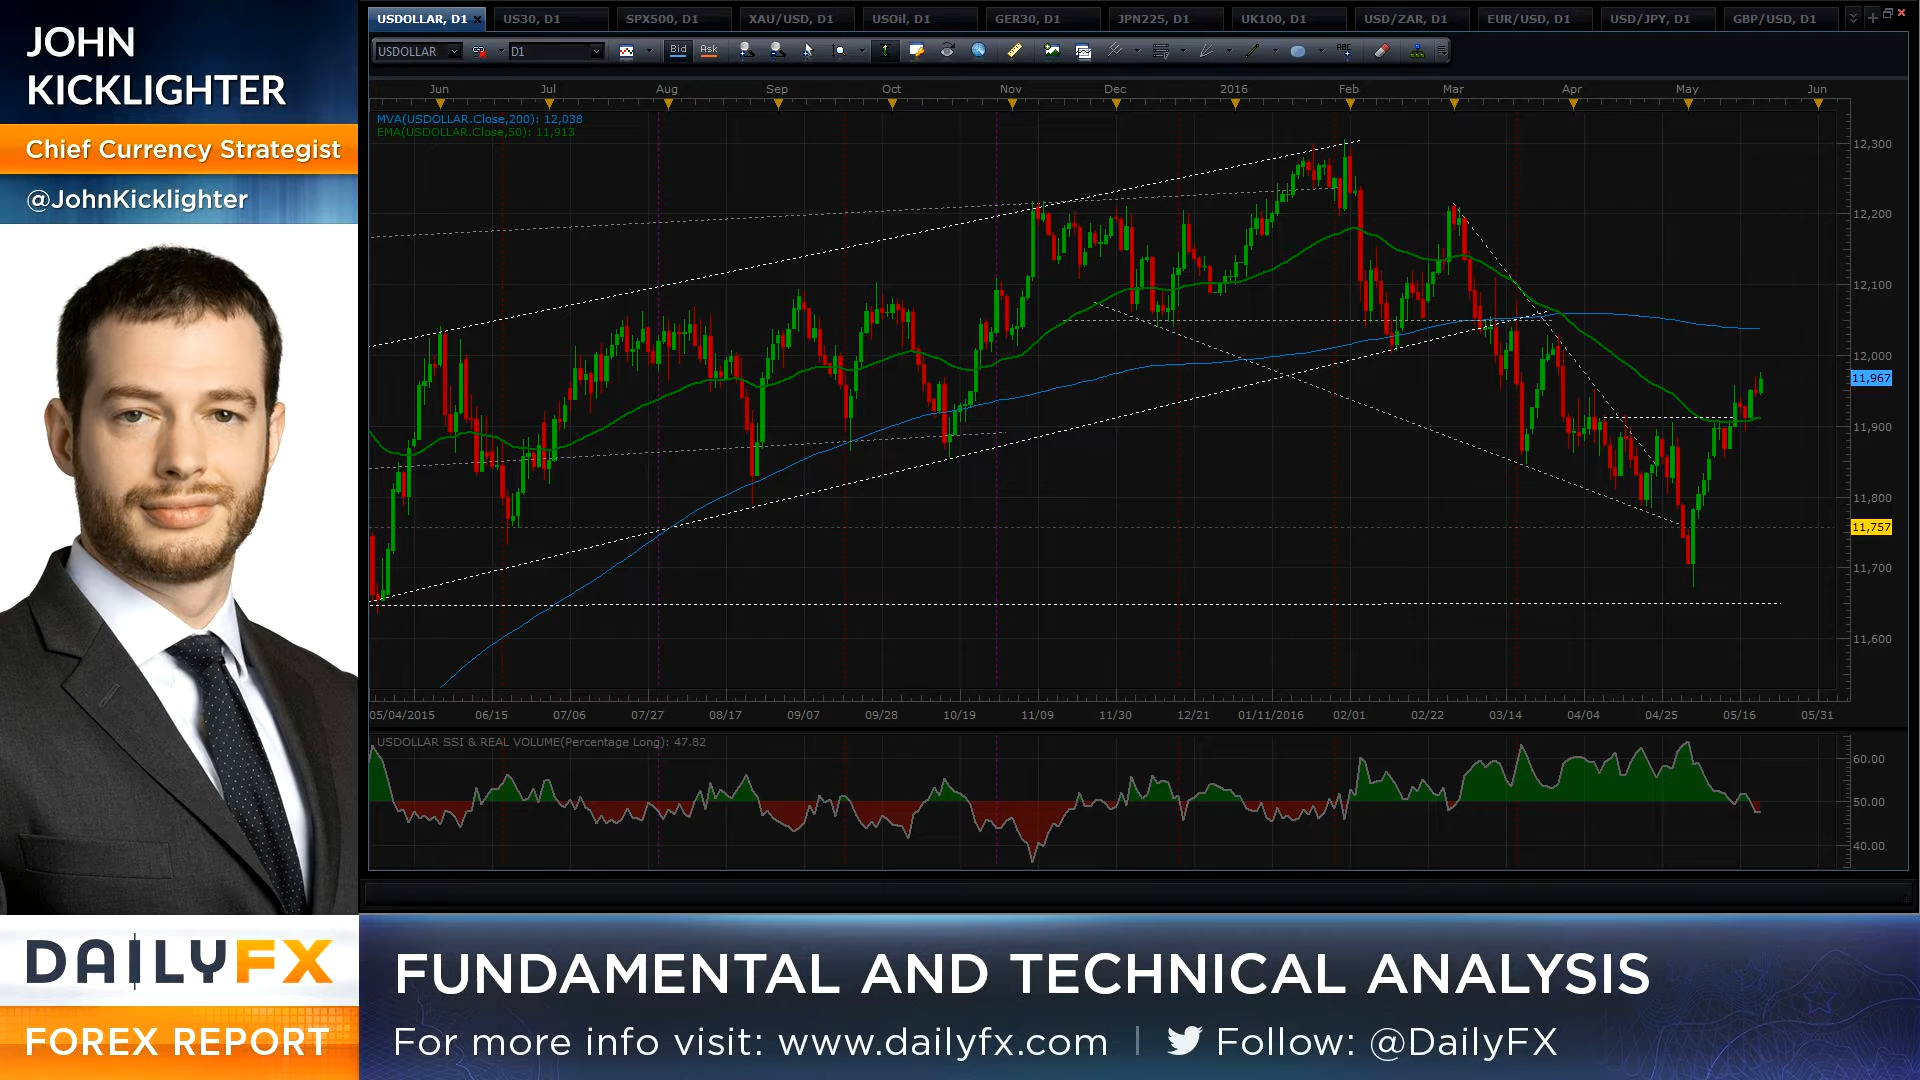 JOHN
KICKLIGHTER
Chief Currency Strategist
@JohnKicklighter
USDOLLAR, D1 US30, D1 SPX500, D1 XAU/USD, D1 USOil, D1 GER30, D1 JPN225, D1 UK100, D1 USD/ZAR, D1 EUR/USD, D1 USD/JPY, D1 GBP/USD, D1
USDOLLAR D1 Bid Ask ABC
Jun Jul Aug Sep Oct Nov Dec 2016 Feb Mar Apr May Jun
MVA(USDOLLAR.Close,200): 12,038
EMA(USDOLLAR.Close,50): 11,913
12,300
12,200
12,100
12,000
11,967
11,900
11,800
11,757
11,700
11,600
05/04/2015 06/15 07/06 07/27 08/17 09/07 09/28 10/19 11/09 11/30 12/21 01/11/2016 02/01 02/22 03/14 04/04 04/25 05/16 05/31
USDOLLAR SSI & REAL VOLUME(Percentage Long): 47.82
60.00
50.00
40.00
DAILYFX
FOREX REPORT
FUNDAMENTAL AND TECHNICAL ANALYSIS
For more info visit: www.dailyfx.com | Follow: @DailyFX